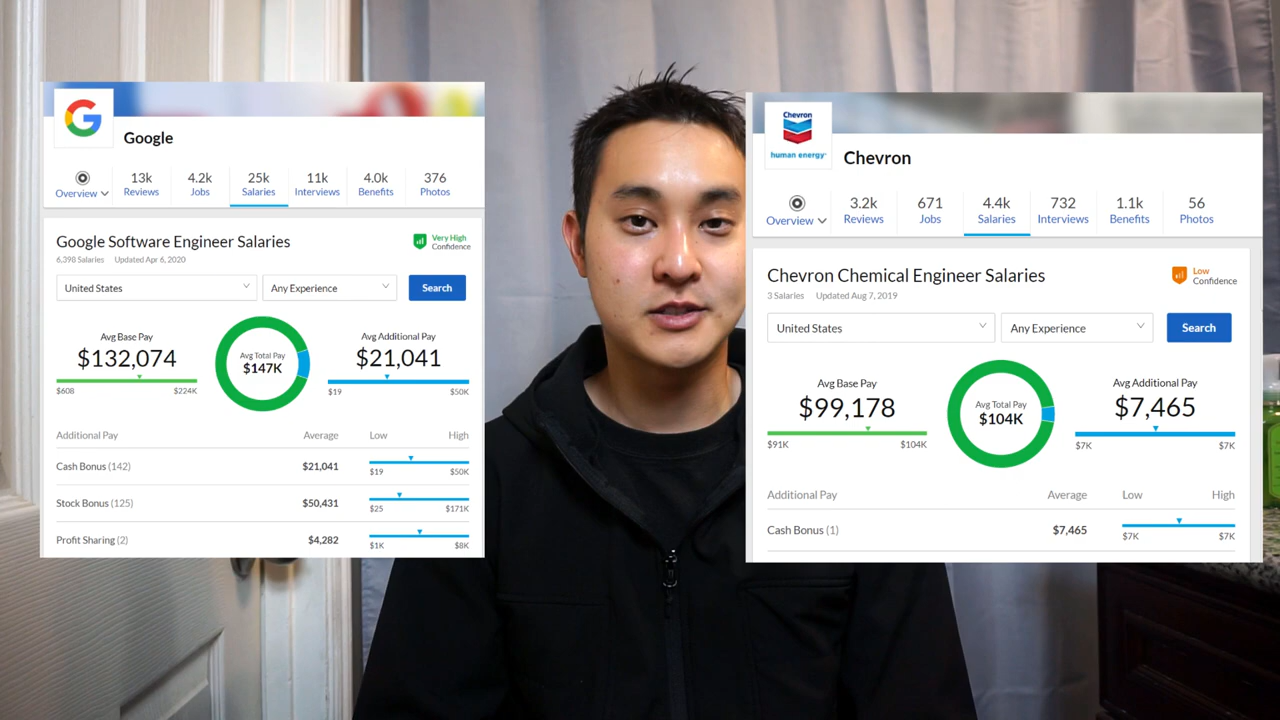 Google
13k
4.2k
25k
11k
4.0k
376
Overview
Reviews
Jobs
Salaries
Interviews
Benefits
Photos
Google Software Engineer Salaries
Very High
Confidence
6,398 Salaries Updated Apr 6, 2020
United States
Any Experience
Search
Avg Base Pay
$132,074
$608
$224K
Avg Total Pay
$147K
Avg Additional Pay
$21,041
$19
$50K
Additional Pay Average Low High
Cash Bonus (142) $21,041
$19 $50K
Stock Bonus (125) $50,431
$25 $171K
Profit Sharing (2) $4,282
$1K $8K
Chevron
human energy
Chevron
3.2k
671
4.4k
732
1.1k
56
Overview
Reviews
Jobs
Salaries
Interviews
Benefits
Photos
Chevron Chemical Engineer Salaries
Low
Confidence
3 Salaries Updated Aug 7, 2019
United States
Any Experience
Search
Avg Base Pay
$99,178
$91K
$104K
Avg Total Pay
$104K
Avg Additional Pay
$7,465
$7K
$7K
Additional Pay Average Low High
Cash Bonus (1) $7,465
$7K $7K